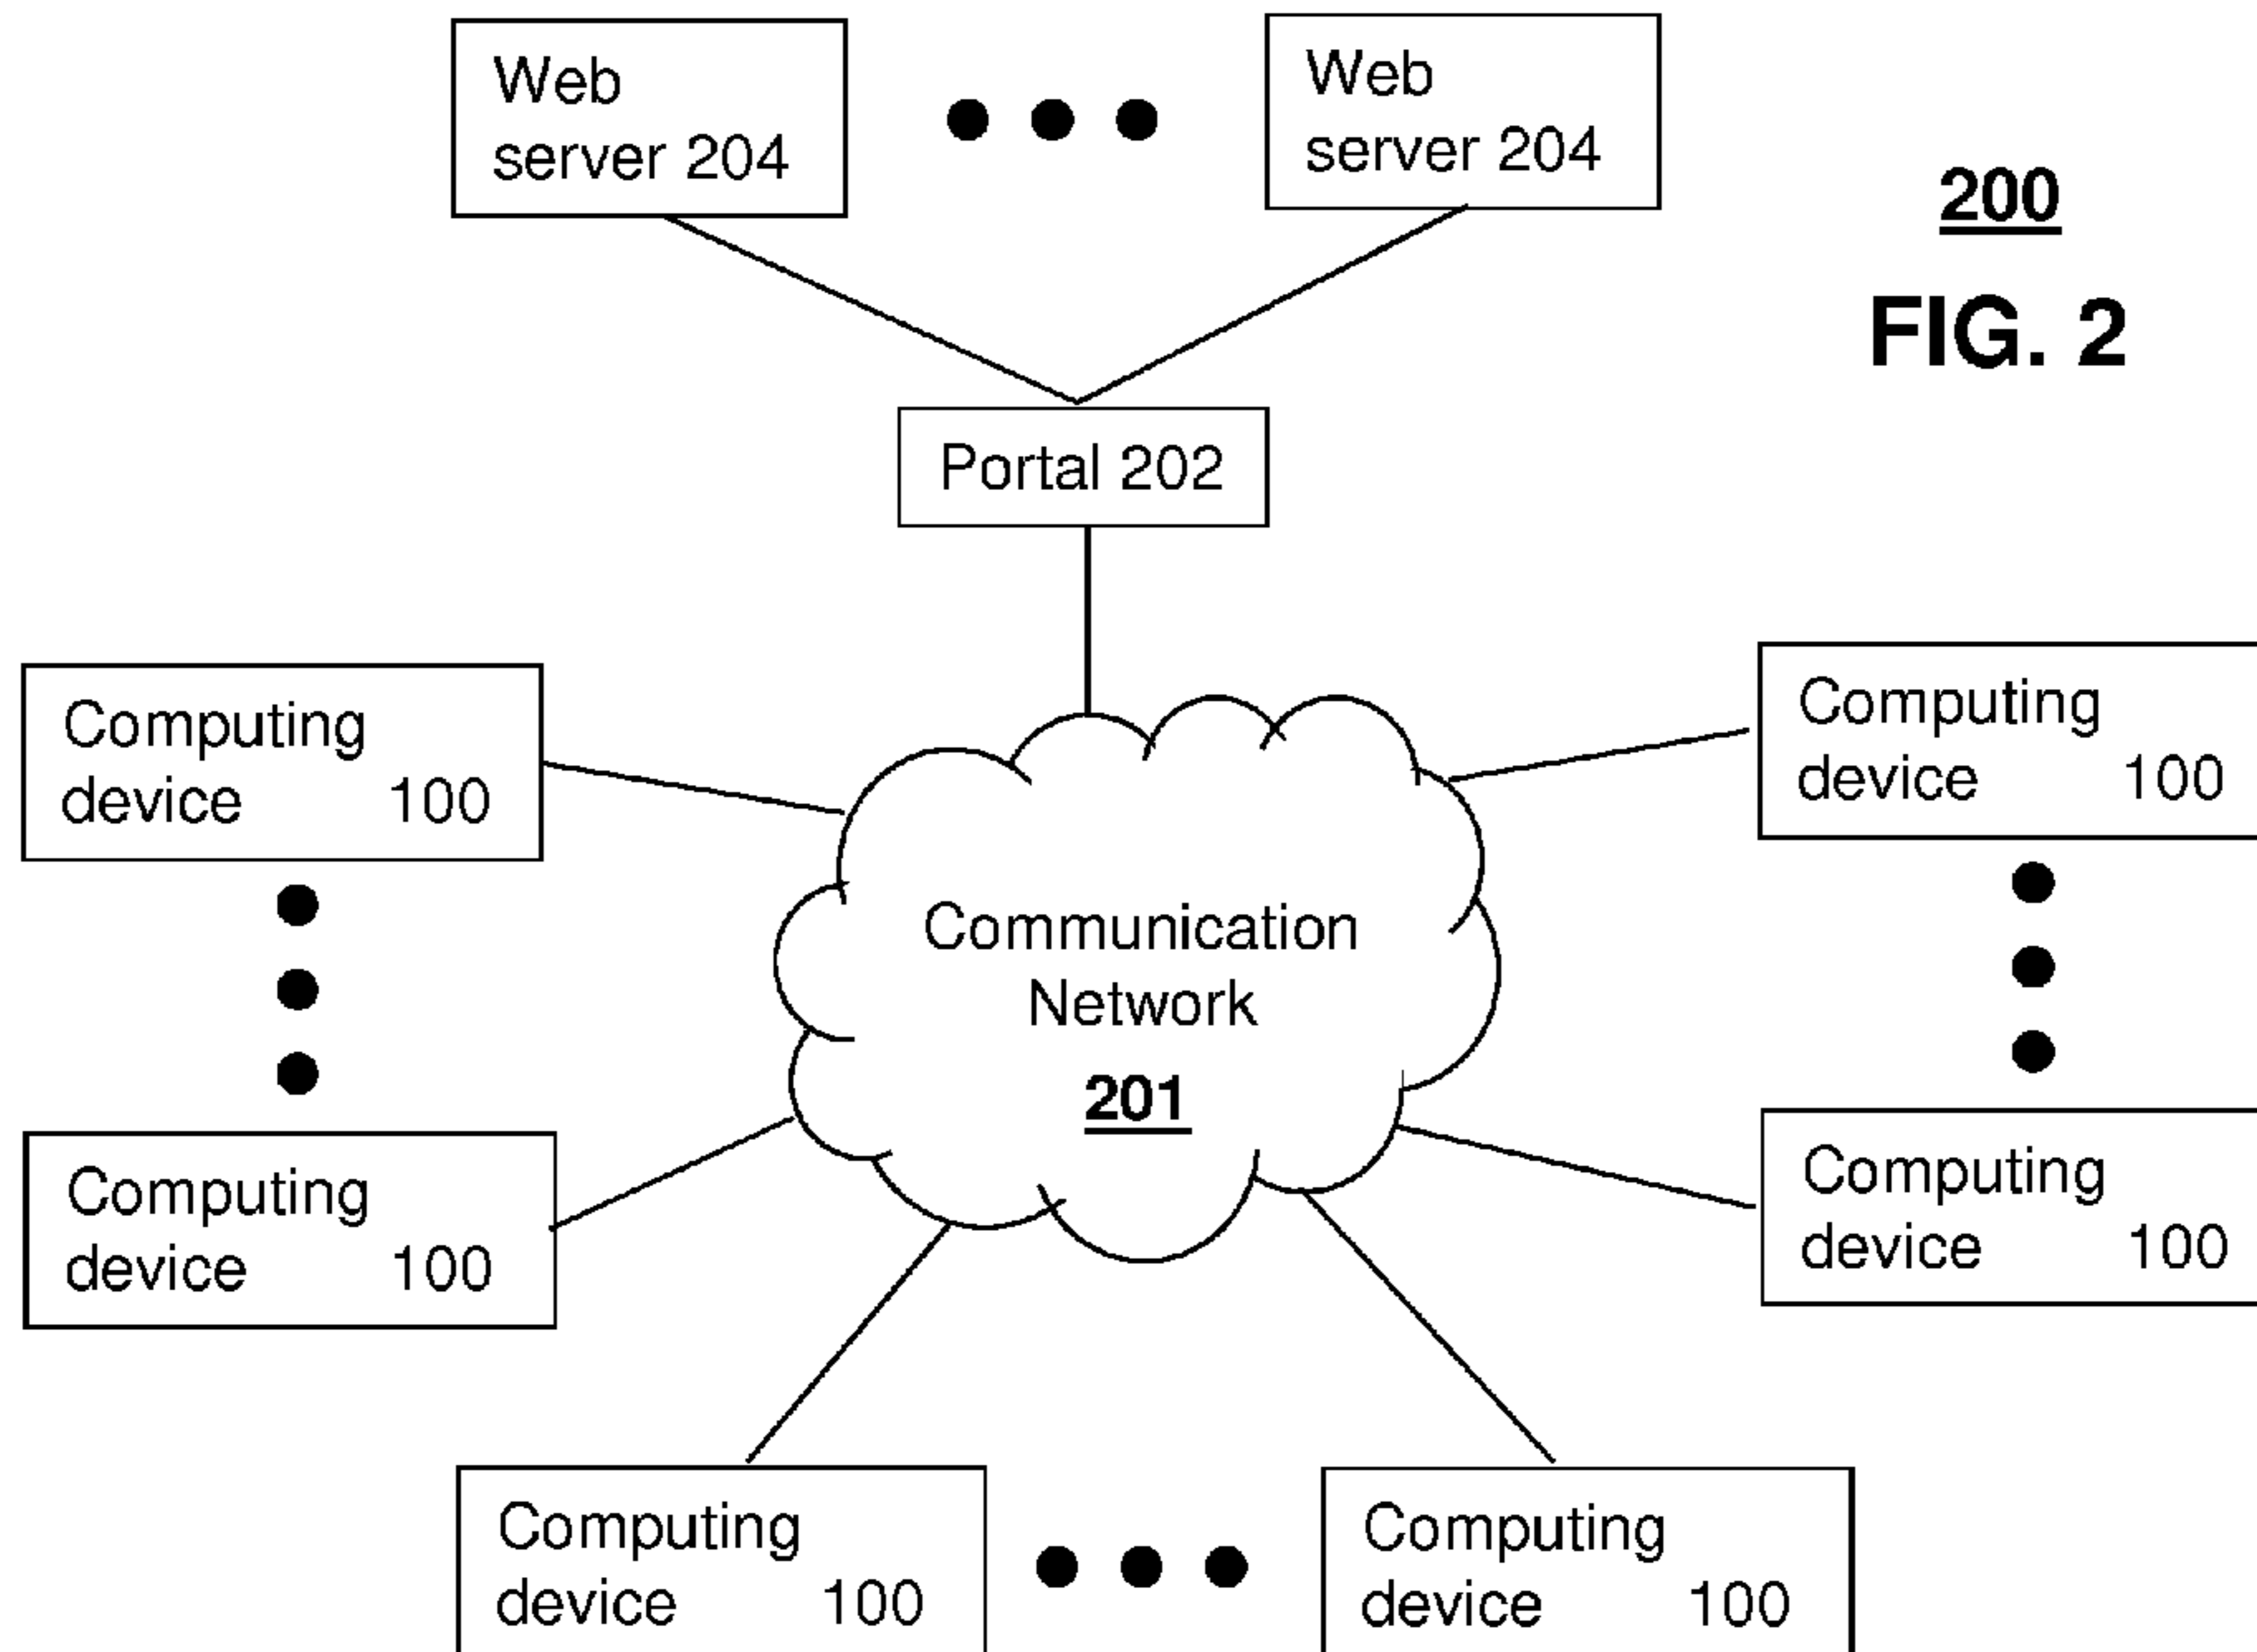 Web
server 204
Web
server 204
200
FIG. 2
Portal 202
Computing
device 100
Computing
device 100
Communication
Network
201
Computing
device 100
Computing
device 100
Computing
device 100
Computing
device 100